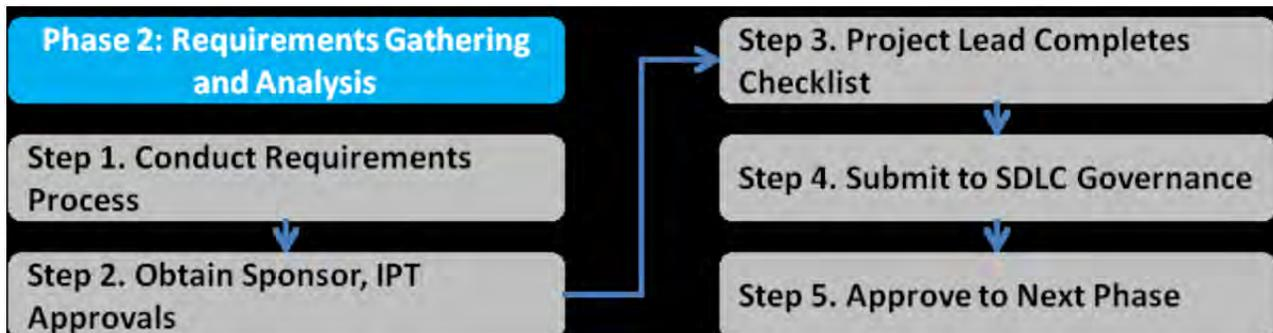 Phase 2: Requirements Gathering
and Analysis
Step 1. Conduct Requirements
Process
Step 2. Obtain Sponsor, IPT
Approvals
Step 3. Project Lead Completes
Checklist
Step 4. Submit to SDLC Governance
Step 5. Approve to Next Phase